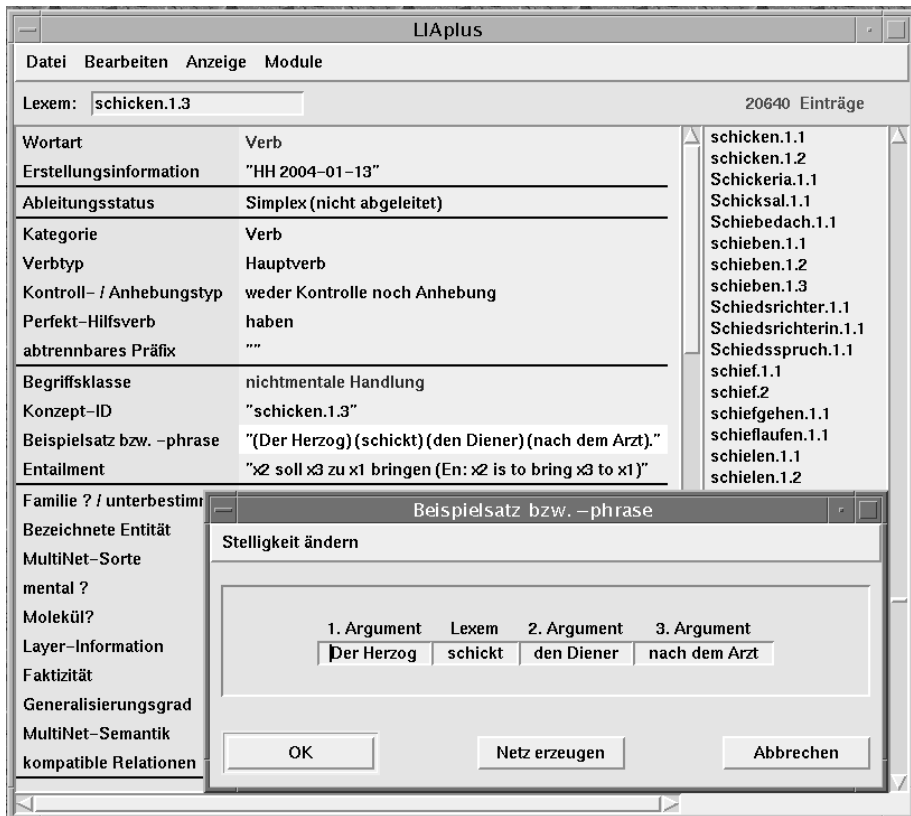 LIAplus
Datei Bearbeiten Anzeige Module
Lexem: schicken.1.3 20640 Einträge
Wortart Verb
Erstellungsinformation "HH 2004-01-13"
Ableitungsstatus Simplex (nicht abgeleitet)
Kategorie Verb
Verbtyp Hauptverb
Kontroll- / Anhebungstyp weder Kontrolle noch Anhebung
Perfekt-Hilfsverb haben
abtrennbares Präfix ""
Begriffsklasse nichtmentale Handlung
Konzept-ID "schicken.1.3"
Beispielsatz bzw. -phrase "(Der Herzog) (schickt) (den Diener) (nach dem Arzt)."
Entailment "x2 soll x3 zu x1 bringen (En: x2 is to bring x3 to x1)"
Familie ? / unterbestimm
Bezeichnete Entität
MultiNet-Sorte
mental ?
Molekül?
Layer-Information
Faktizität
Generalisierungsgrad
MultiNet-Semantik
kompatible Relationen
schicken.1.1
schicken.1.2
Schickeria.1.1
Schicksal.1.1
Schiebedach.1.1
schieben.1.1
schieben.1.2
schieben.1.3
Schiedsrichter.1.1
Schiedsrichterin.1.1
Schiedsspruch.1.1
schief.1.1
schief.2
schiefgehen.1.1
schieflaufen.1.1
schielen.1.1
schielen.1.2
Beispielsatz bzw. -phrase
Stelligkeit ändern
1. Argument Lexem 2. Argument 3. Argument
Der Herzog schickt den Diener nach dem Arzt
OK Netz erzeugen Abbrechen